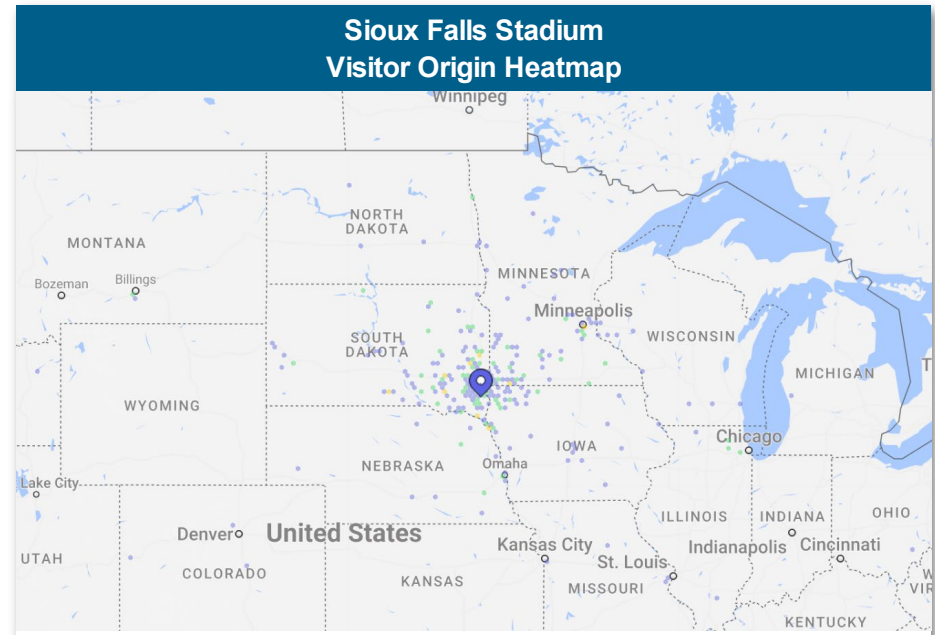 Sioux Falls Stadium
Visitor Origin Heatmap
Winnipeg
NORTH
DAKOTA
MONTANA
Bozeman
Billings
MINNESOTA
Minneapolis
SOUTH
DAKOTA
WISCONSIN
MICHIGAN
WYOMING
Chicago
IOWA
NEBRASKA
Omaha
Lake City
United States
Denver
ILLINOIS
INDIANA
OHIO
Kansas City
Indianapolis
Cincinnati
UTAH
St. Louis
COLORADO
KANSAS
MISSOURI
KENTUCKY
VIR